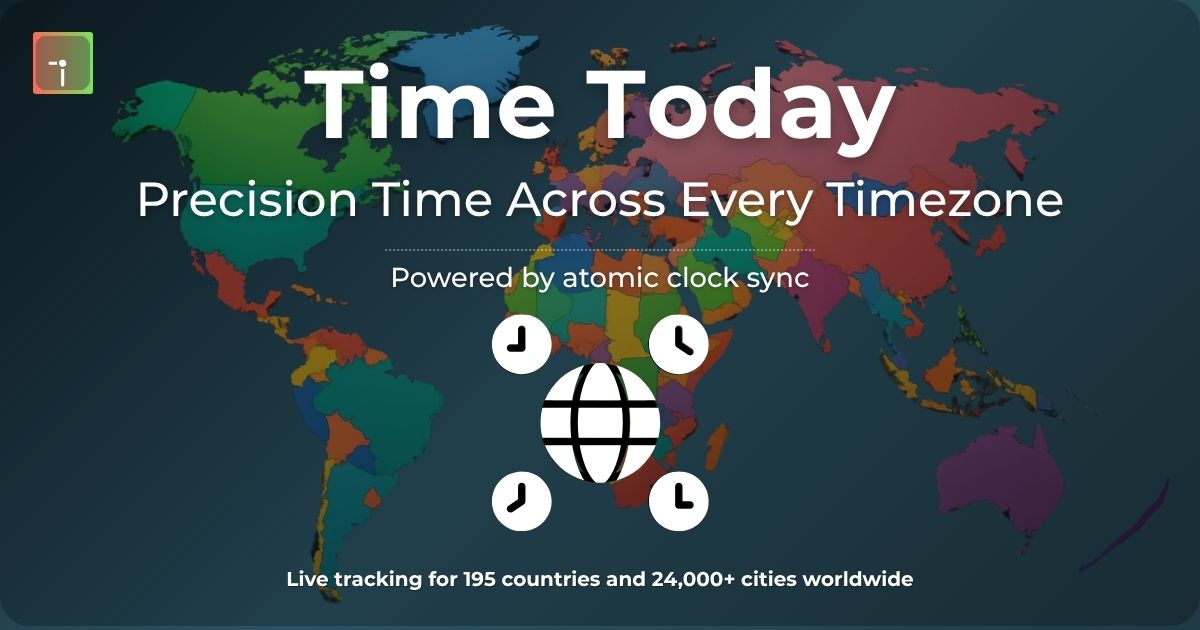 Time Today
Precision Time Across Every Timezone
Powered by atomic clock sync
Live tracking for 195 countries and 24,000+ cities worldwide